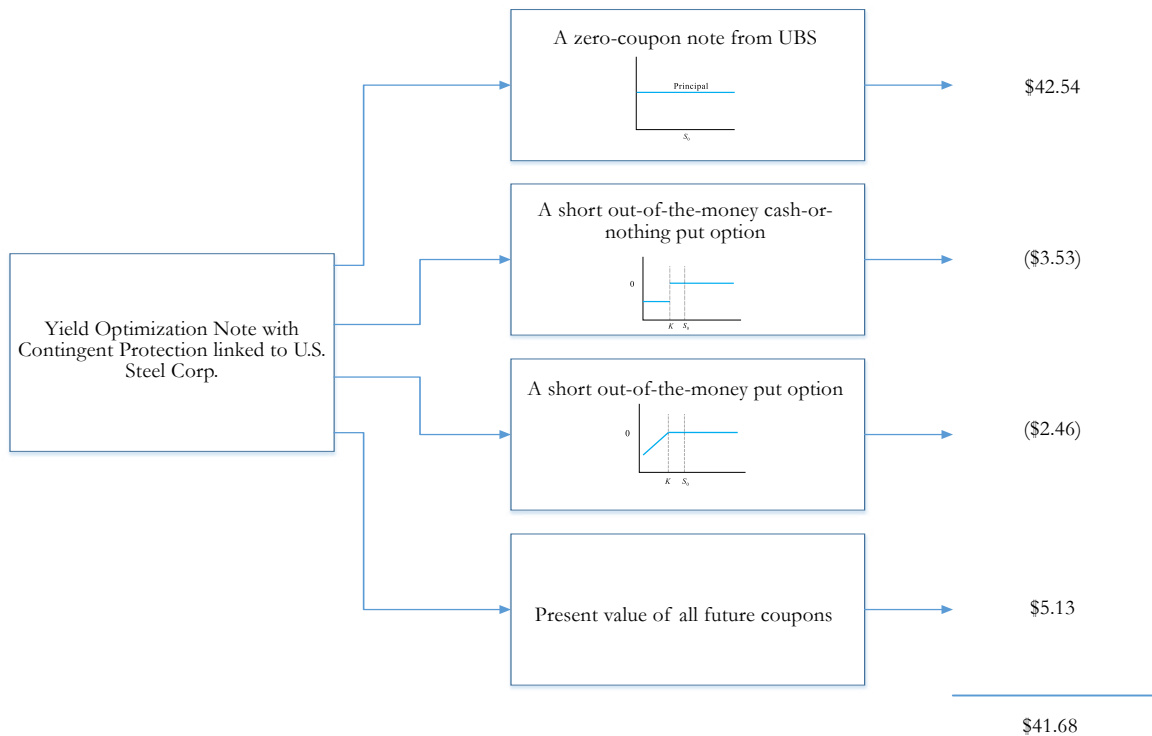 A zero-coupon note from UBS
Principal
S₀
$42.54
A short out-of-the-money cash-or-
nothing put option
0
K
S₀
($3.53)
Yield Optimization Note with
Contingent Protection linked to U.S.
Steel Corp.
A short out-of-the-money put option
0
K
S₀
($2.46)
Present value of all future coupons
$5.13
$41.68